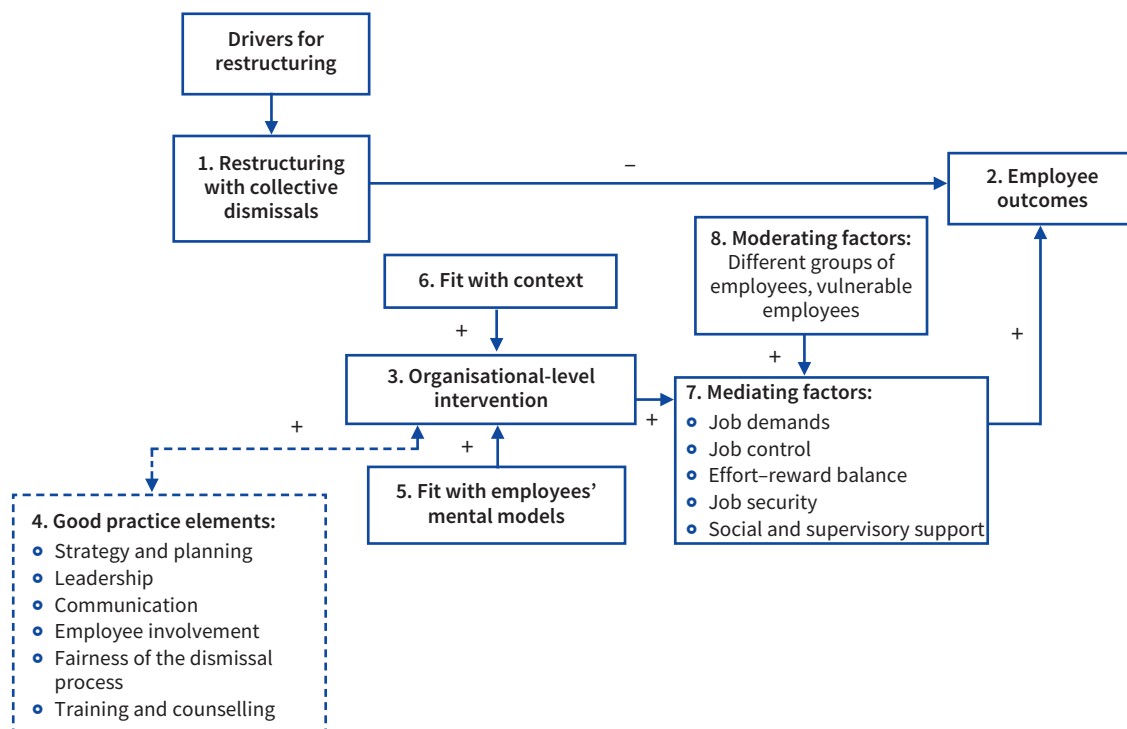 Drivers for
restructuring
1. Restructuring
with collective
dismissals
–
2. Employee
outcomes
8. Moderating factors:
Different groups of
employees, vulnerable
employees
6. Fit with context
+
+
+
3. Organisational-level
intervention
+
7. Mediating factors:
Job demands
Job control
Effort–reward balance
Job security
Social and supervisory support
+
+
5. Fit with employees’
mental models
4. Good practice elements:
Strategy and planning
Leadership
Communication
Employee involvement
Fairness of the dismissal
process
Training and counselling